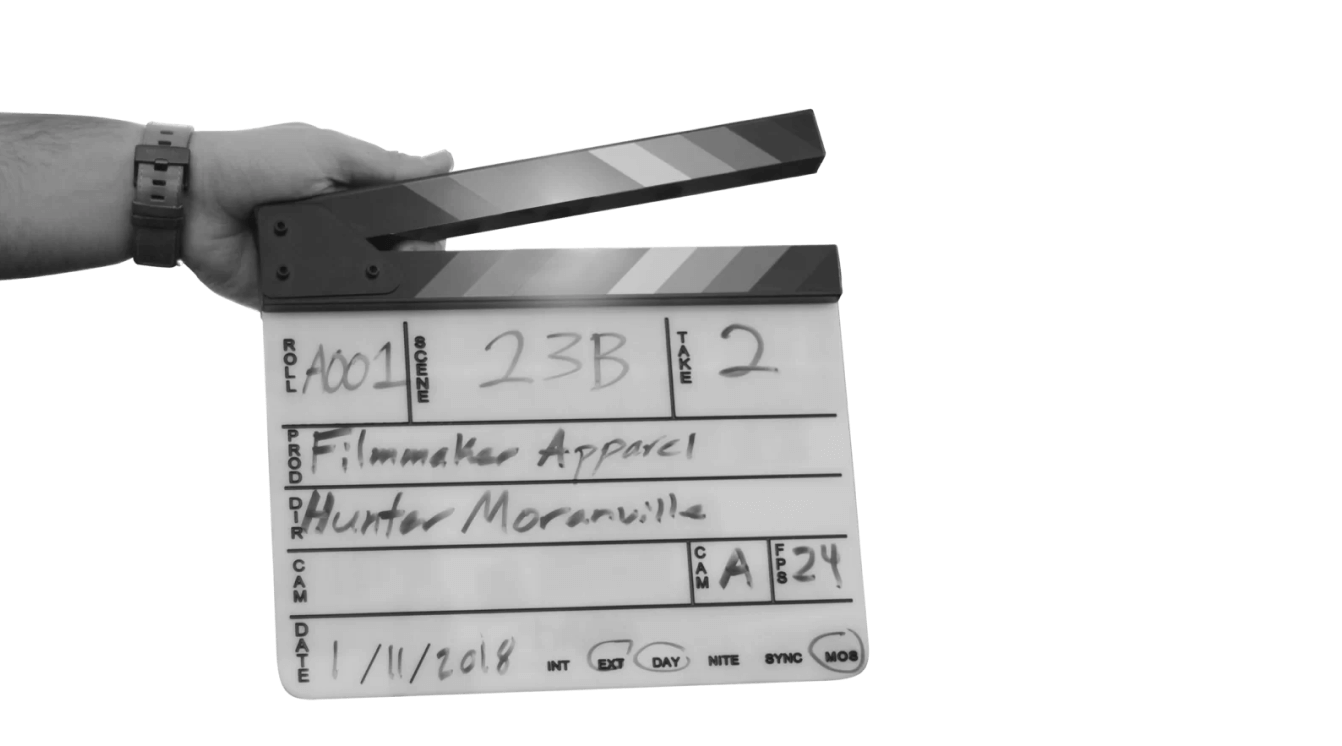 ROLL A001 SCENE 23B TAKE 2
PROD Filmmaker Apparel
DIR Hunter Moranville
CAM CAM A FPS 24
DATE 1/11/2018 INT EXT DAY NITE SYNC MOS